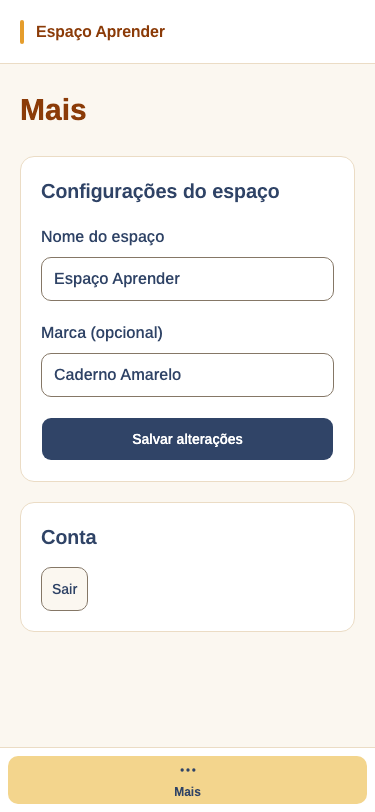 Espaço Aprender
Mais
Configurações do espaço
Nome do espaço
Espaço Aprender
Marca (opcional)
Caderno Amarelo
Salvar alterações
Conta
Sair
Mais